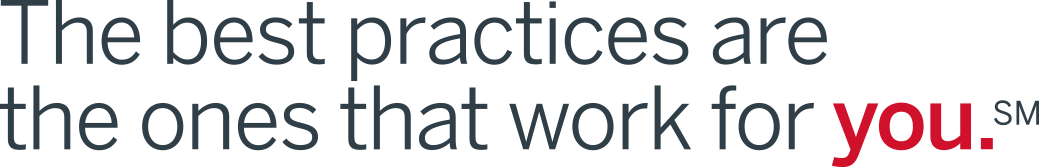 The best practices are
the ones that work for you.SM